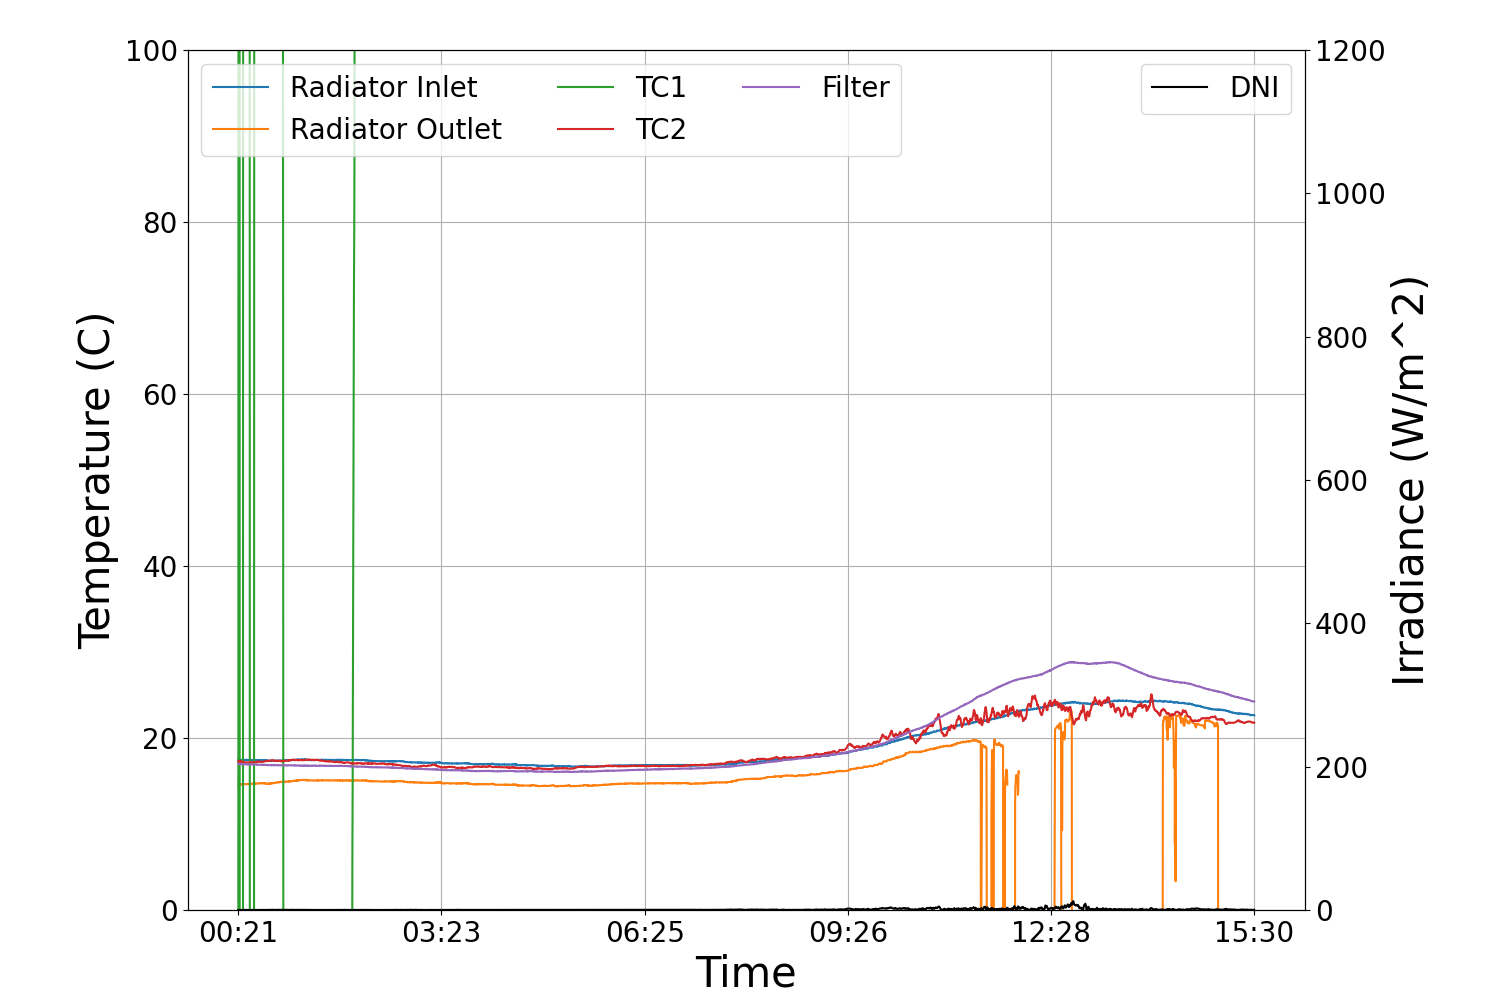 100
80
60
40
20
0
Temperature (C)
Radiator Inlet
Radiator Outlet
TC1
TC2
Filter
DNI
1200
1000
800
600
400
200
0
Irradiance (W/m^2)
00:21 03:23 06:25 09:26 12:28 15:30
Time